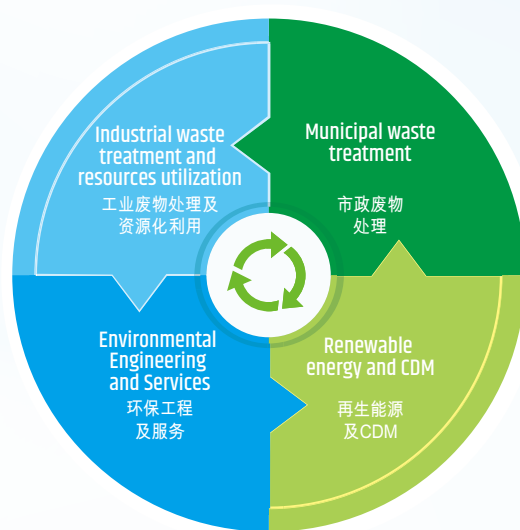 Industrial waste
treatment and
resources utilization
工业废物处理及
资源化利用
Municipal waste
treatment
市政废物
处理
Environmental
Engineering
and Services
环保工程
及服务
Renewable
energy and CDM
再生能源
及CDM